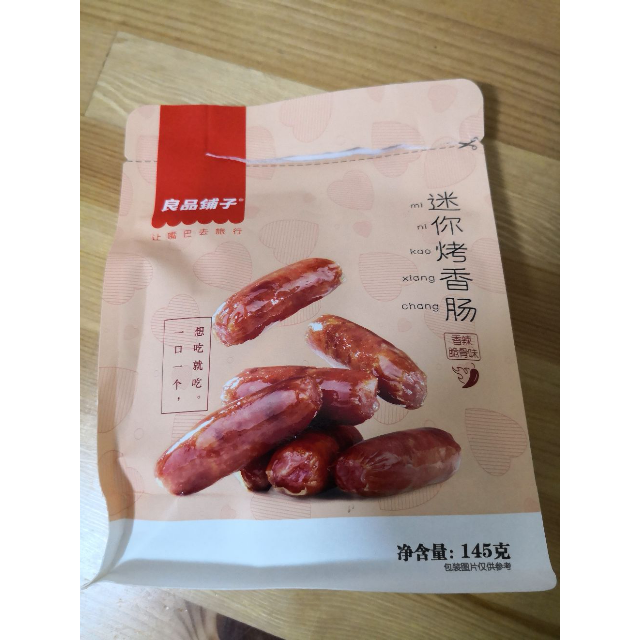 良品铺子®
让嘴巴去旅行
mi
ni
kao
xiang
chang
迷你烤香肠
香辣
脆骨味
想吃就吃。
一口一个，
净含量: 145克
包装图片仅供参考